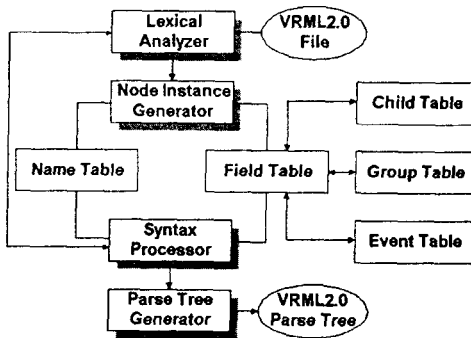 Lexical
Analyzer
VRML2.0
File
Node Instance
Generator
Child Table
Name Table
Field Table
Group Table
Syntax
Processor
Event Table
Parse Tree
Generator
VRML2.0
Parse Tree